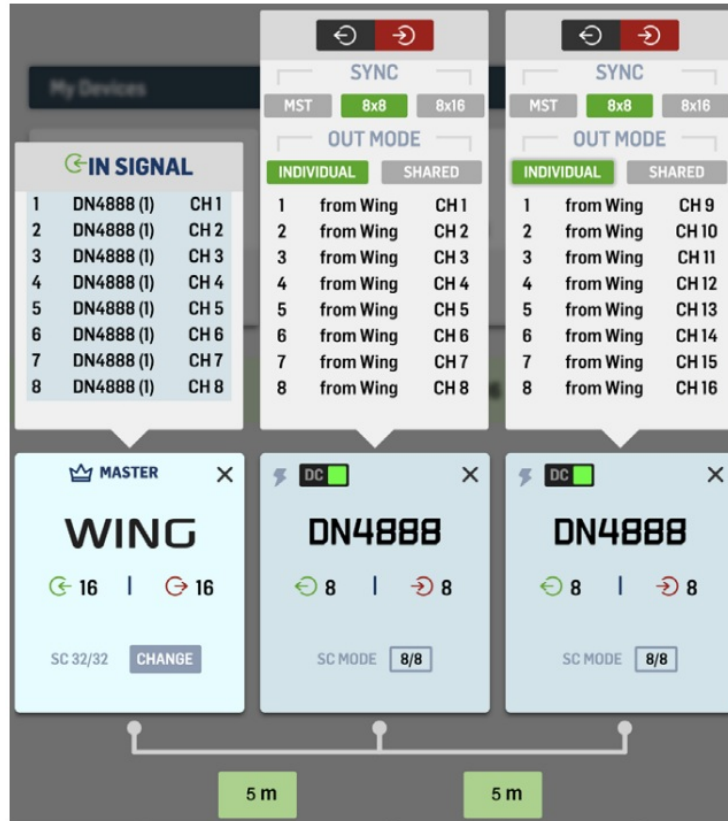 My Devices
IN SIGNAL
1 DN4888 (1) CH 1
2 DN4888 (1) CH 2
3 DN4888 (1) CH 3
4 DN4888 (1) CH 4
5 DN4888 (1) CH 5
6 DN4888 (1) CH 6
7 DN4888 (1) CH 7
8 DN4888 (1) CH 8
MASTER X
WING
16 | 16
SC 32/32 CHANGE
SYNC
MST 8x8 8x16
OUT MODE
INDIVIDUAL SHARED
1 from Wing CH 1
2 from Wing CH 2
3 from Wing CH 3
4 from Wing CH 4
5 from Wing CH 5
6 from Wing CH 6
7 from Wing CH 7
8 from Wing CH 8
DC X
DN4888
8 | 8
SC MODE 8/8
SYNC
MST 8x8 8x16
OUT MODE
INDIVIDUAL SHARED
1 from Wing CH 9
2 from Wing CH 10
3 from Wing CH 11
4 from Wing CH 12
5 from Wing CH 13
6 from Wing CH 14
7 from Wing CH 15
8 from Wing CH 16
DC X
DN4888
8 | 8
SC MODE 8/8
5 m
5 m